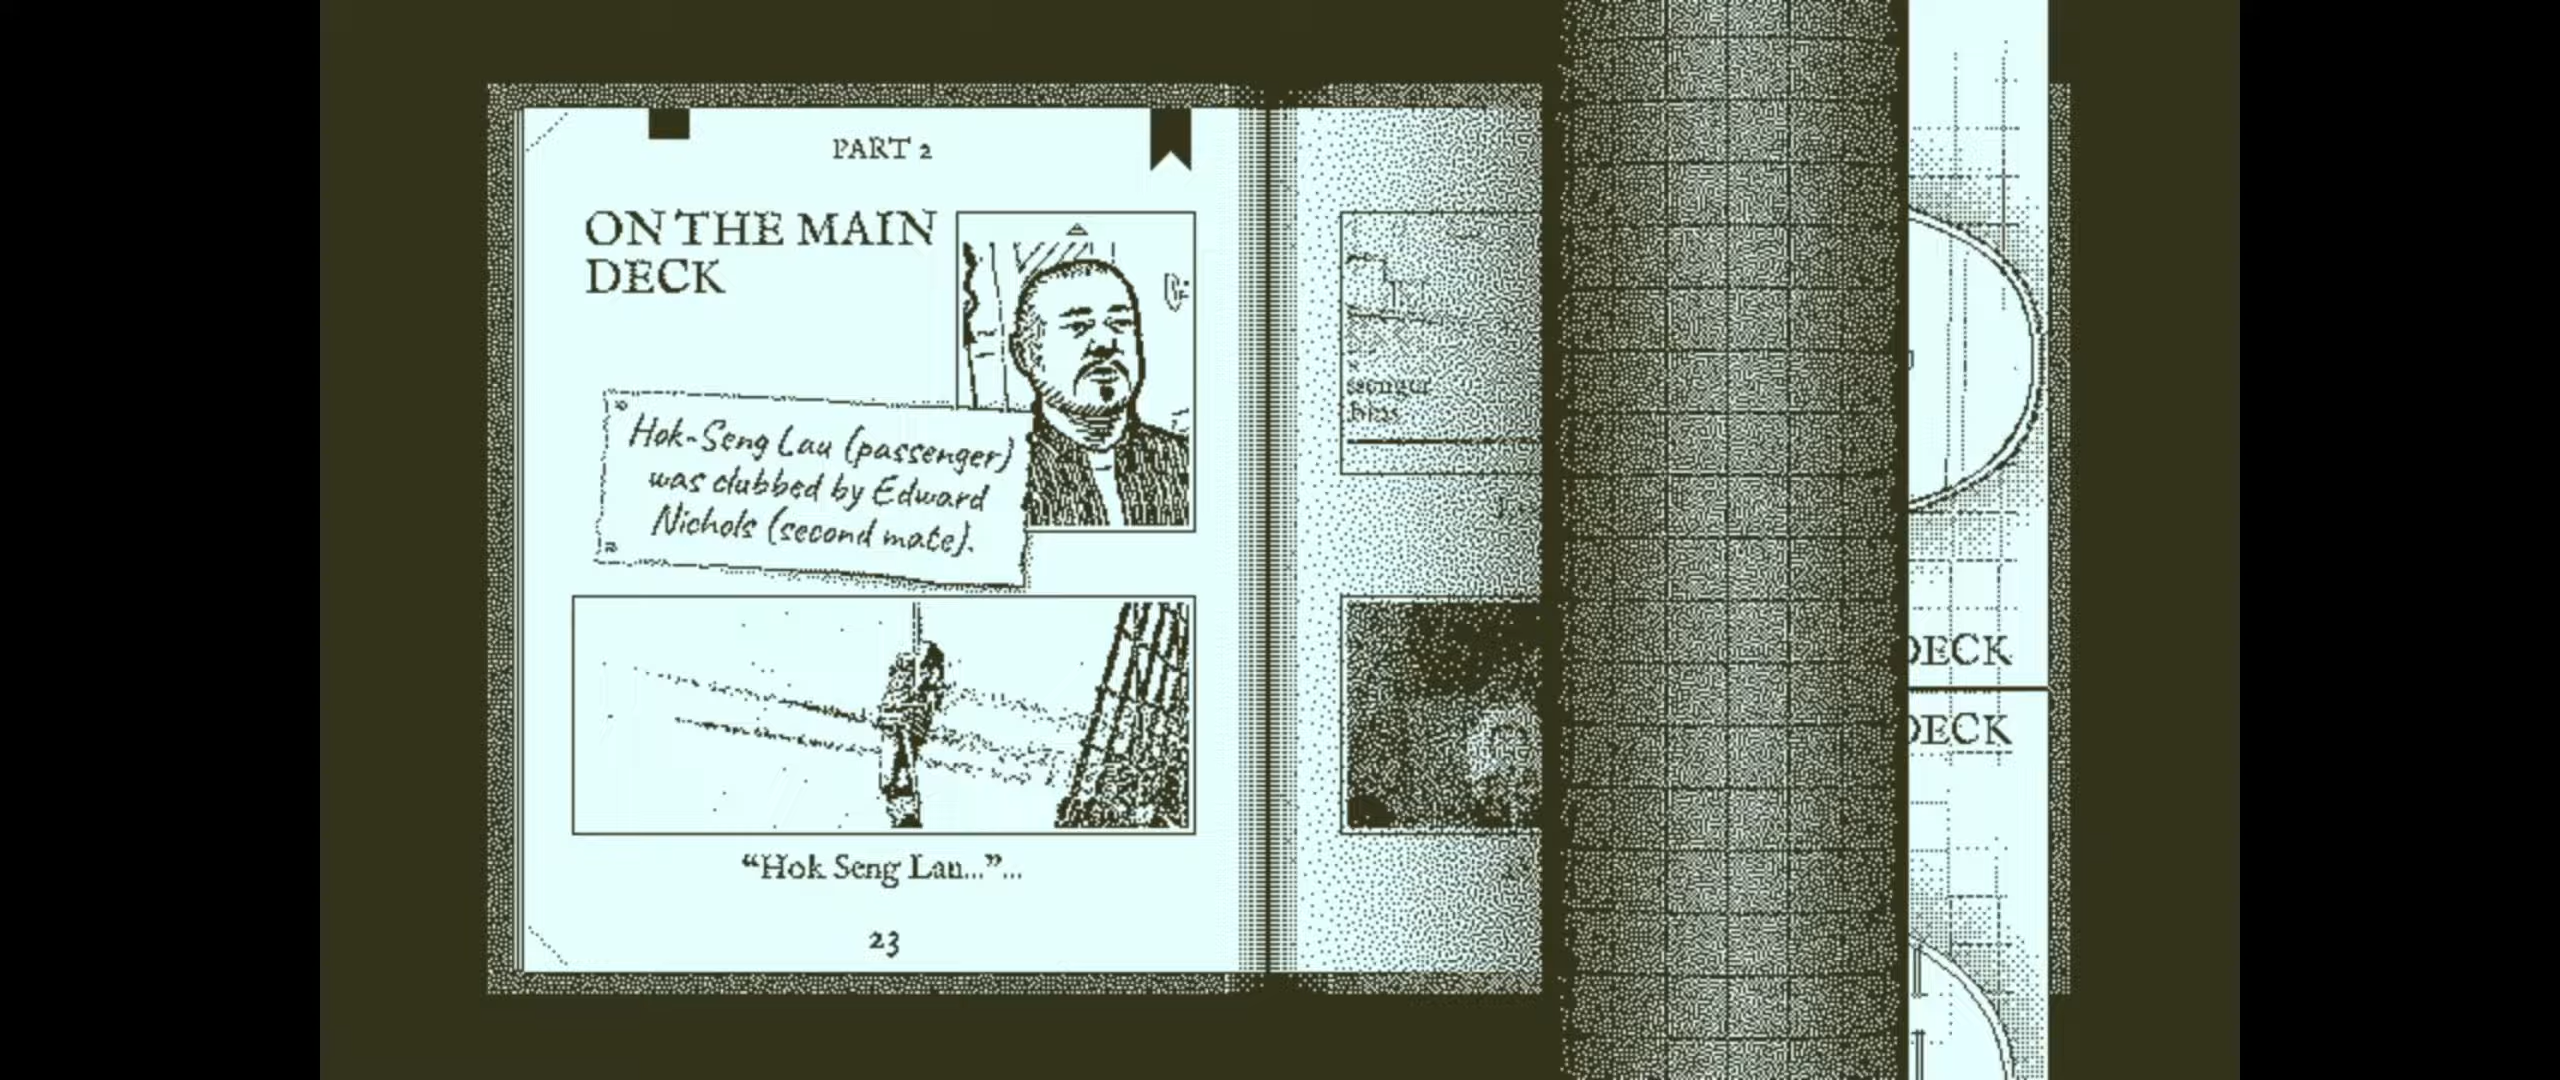 PART 2
ON THE MAIN
DECK
Hok-Seng Lau (passenger)
was clubbed by Edward
Nichols (second mate).
“Hok Seng Lau...”...
23
DECK
DECK